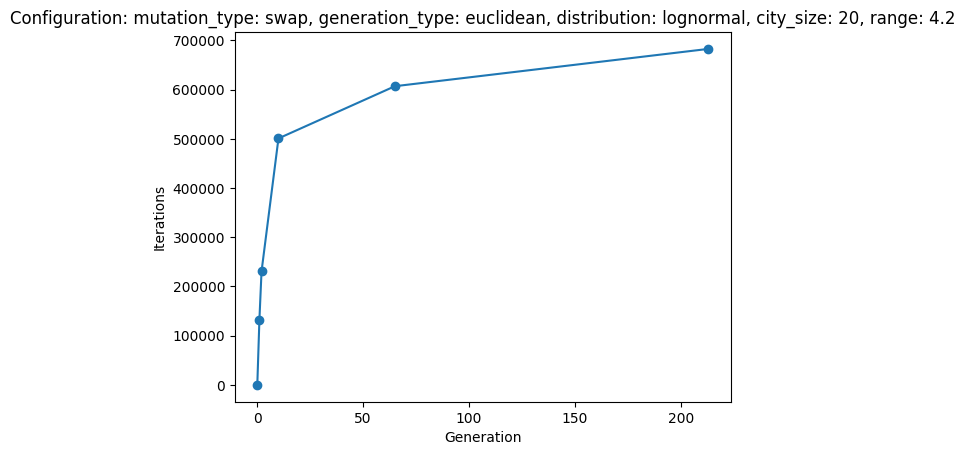 Configuration: mutation_type: swap, generation_type: euclidean, distribution: lognormal, city_size: 20, range: 4.2
700000
600000
500000
400000
300000
200000
100000
0
Iterations
0 50 100 150 200
Generation